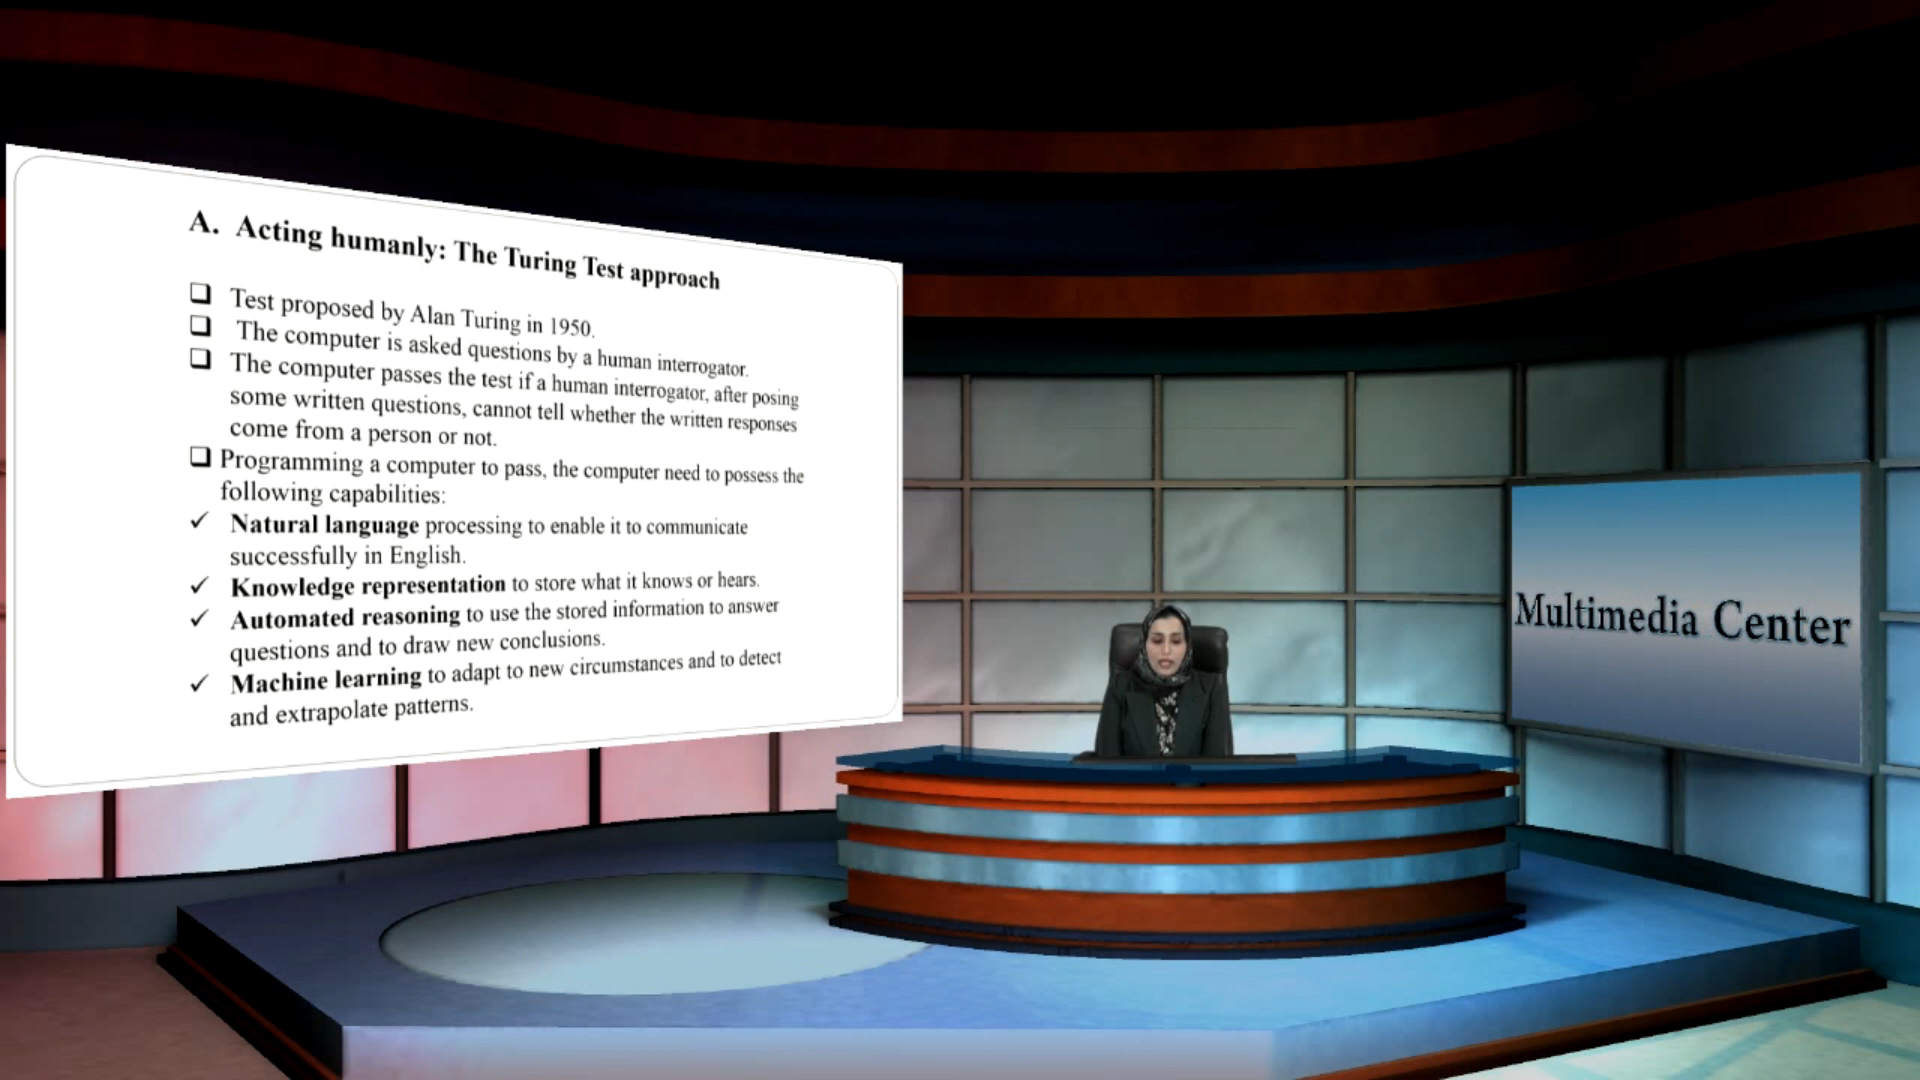 A. Acting humanly: The Turing Test approach
❑ Test proposed by Alan Turing in 1950.
❑ The computer is asked questions by a human interrogator.
❑ The computer passes the test if a human interrogator, after posing
some written questions, cannot tell whether the written responses
come from a person or not.
❑ Programming a computer to pass, the computer need to possess the
following capabilities:
✓ Natural language processing to enable it to communicate
successfully in English.
✓ Knowledge representation to store what it knows or hears.
✓ Automated reasoning to use the stored information to answer
questions and to draw new conclusions.
✓ Machine learning to adapt to new circumstances and to detect
and extrapolate patterns.
Multimedia Center